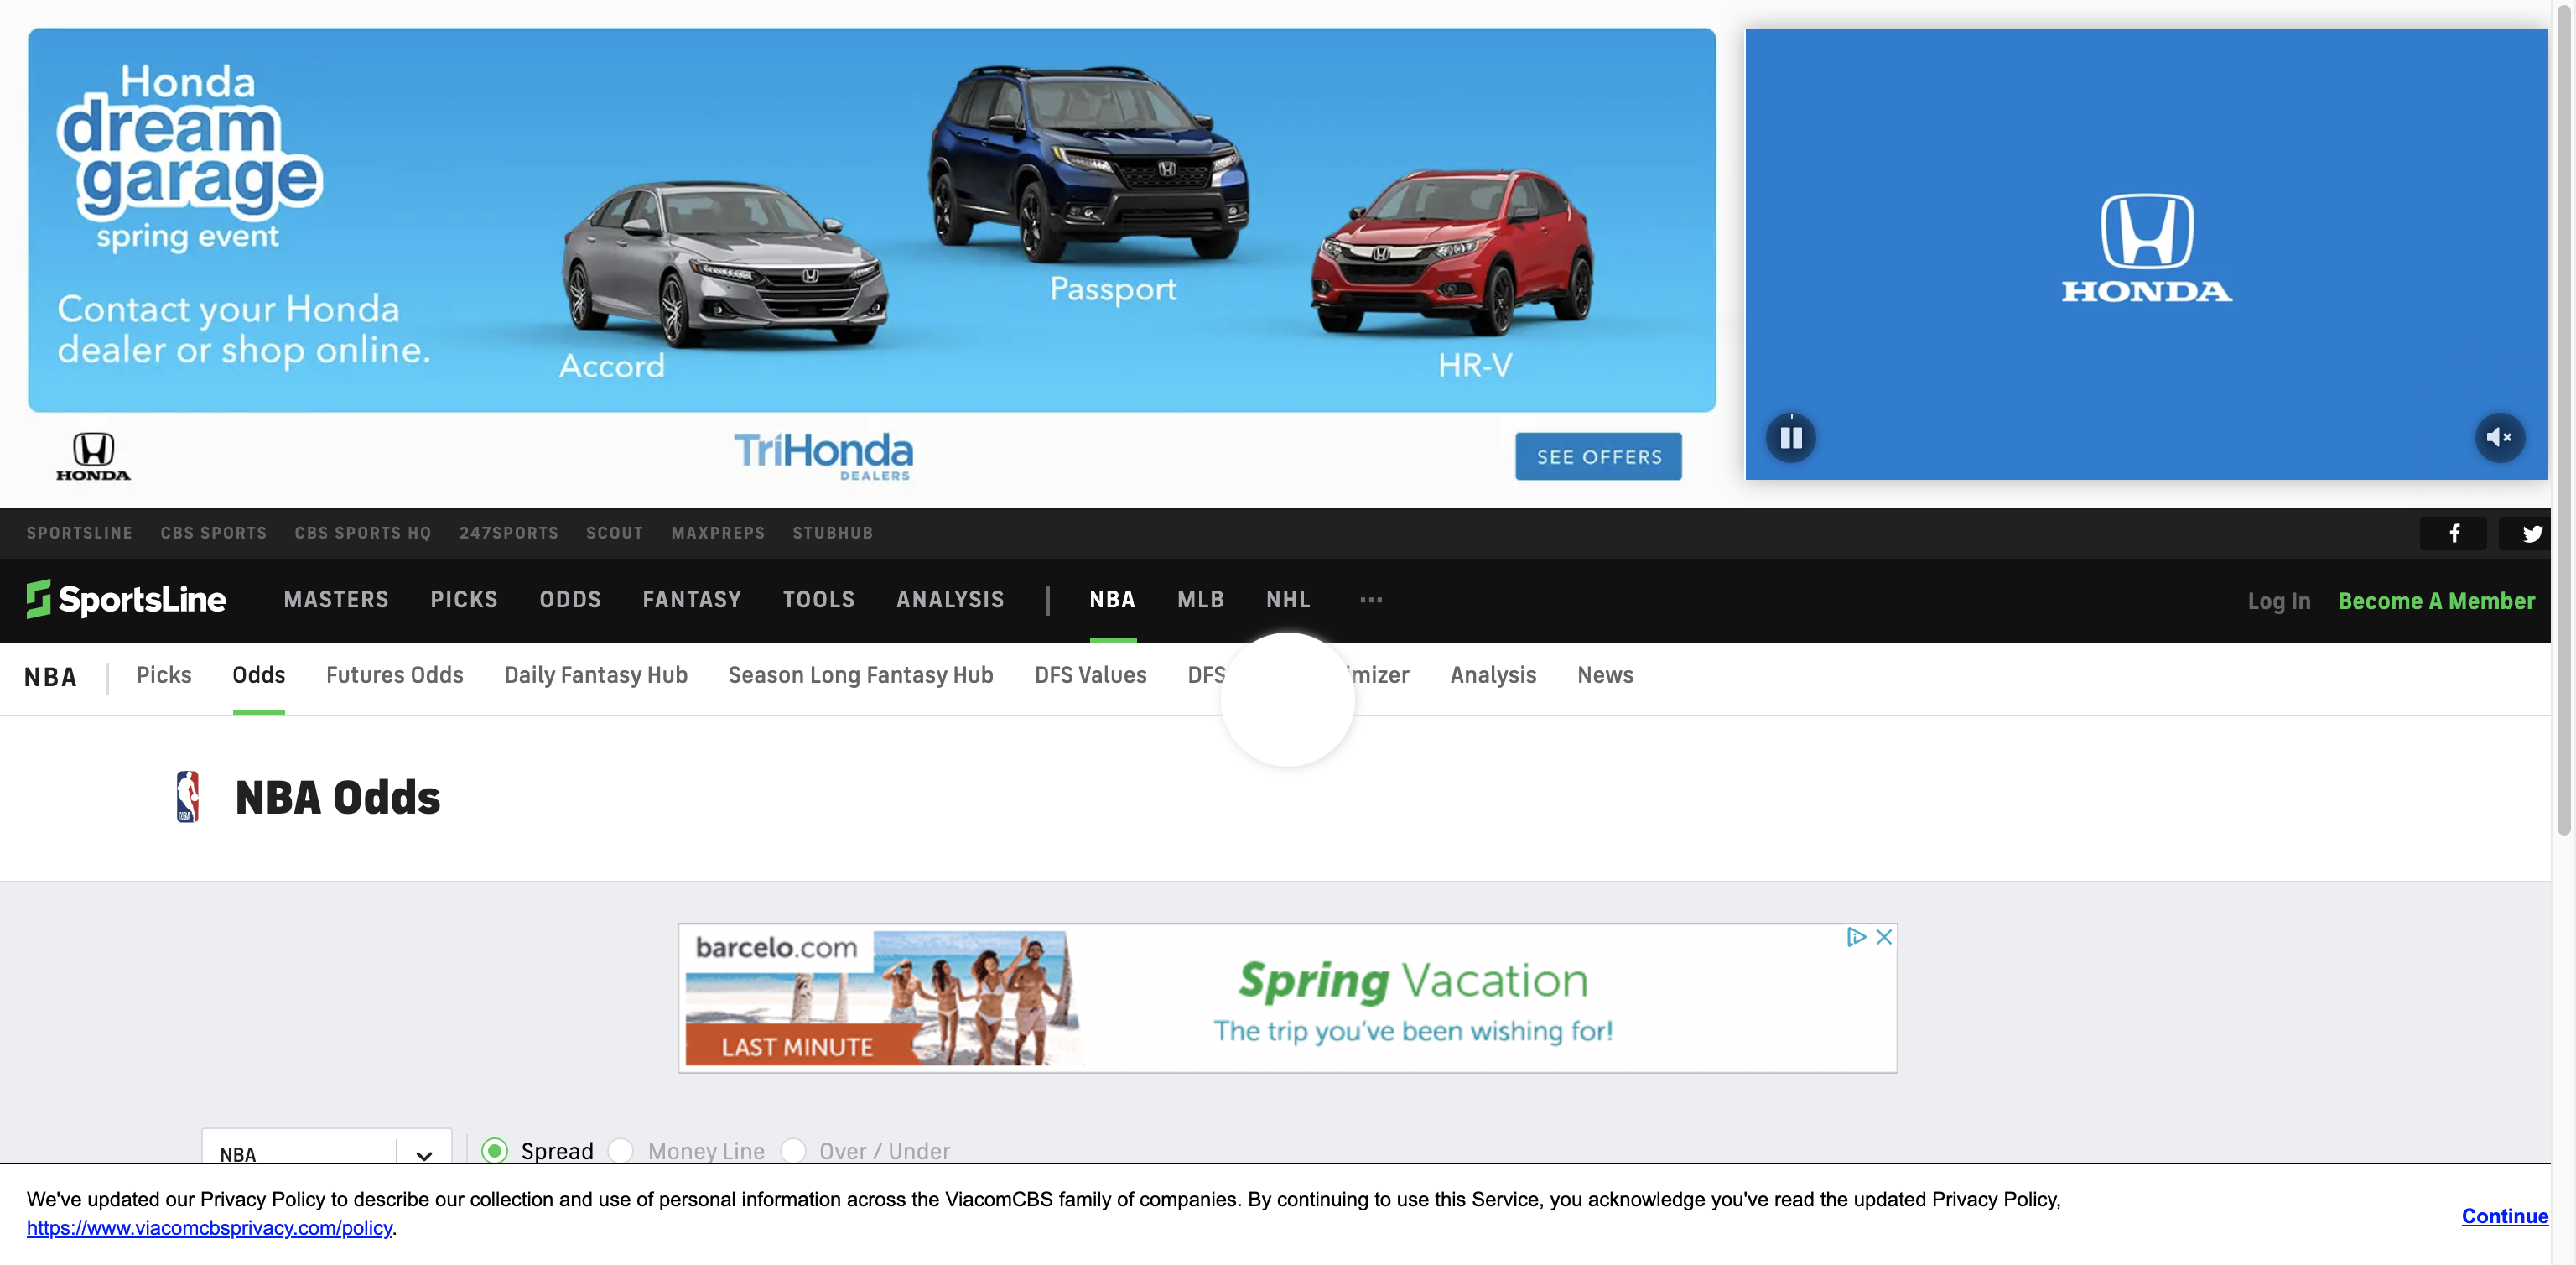 Honda
dream
garage
spring event
Contact your Honda
dealer or shop online.
Accord
Passport
HR-V
HONDA
TriHonda
DEALERS
SEE OFFERS
HONDA
SPORTSLINE CBS SPORTS CBS SPORTS HQ 247SPORTS SCOUT MAXPREPS STUBHUB
SportsLine MASTERS PICKS ODDS FANTASY TOOLS ANALYSIS | NBA MLB NHL ... Log In Become A Member
NBA | Picks Odds Futures Odds Daily Fantasy Hub Season Long Fantasy Hub DFS Values DFS mizer Analysis News
NBA Odds
barcelo.com
LAST MINUTE
Spring Vacation
The trip you've been wishing for!
NBA Spread Money Line Over / Under
We've updated our Privacy Policy to describe our collection and use of personal information across the ViacomCBS family of companies. By continuing to use this Service, you acknowledge you've read the updated Privacy Policy,
https://www.viacomcbsprivacy.com/policy.
Continue